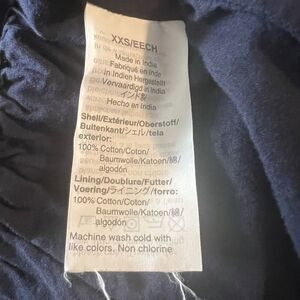 XXS/EECH
Made in India
Fabriqué en Inde
In Indien Hergestellt
Vervaardigd in India
インド製
Hecho en India
Shell/Extérieur/Oberstoff/
Buitenkant/シェル/tela
exterior:
100% Cotton/Coton/
Baumwolle/Katoen/綿/
algodón
Lining/Doublure/Futter/
Voering/ライニング/forro:
100% Cotton/Coton/
Baumwolle/Katoen/綿/
algodón
Machine wash cold with
like colors. Non chlorine